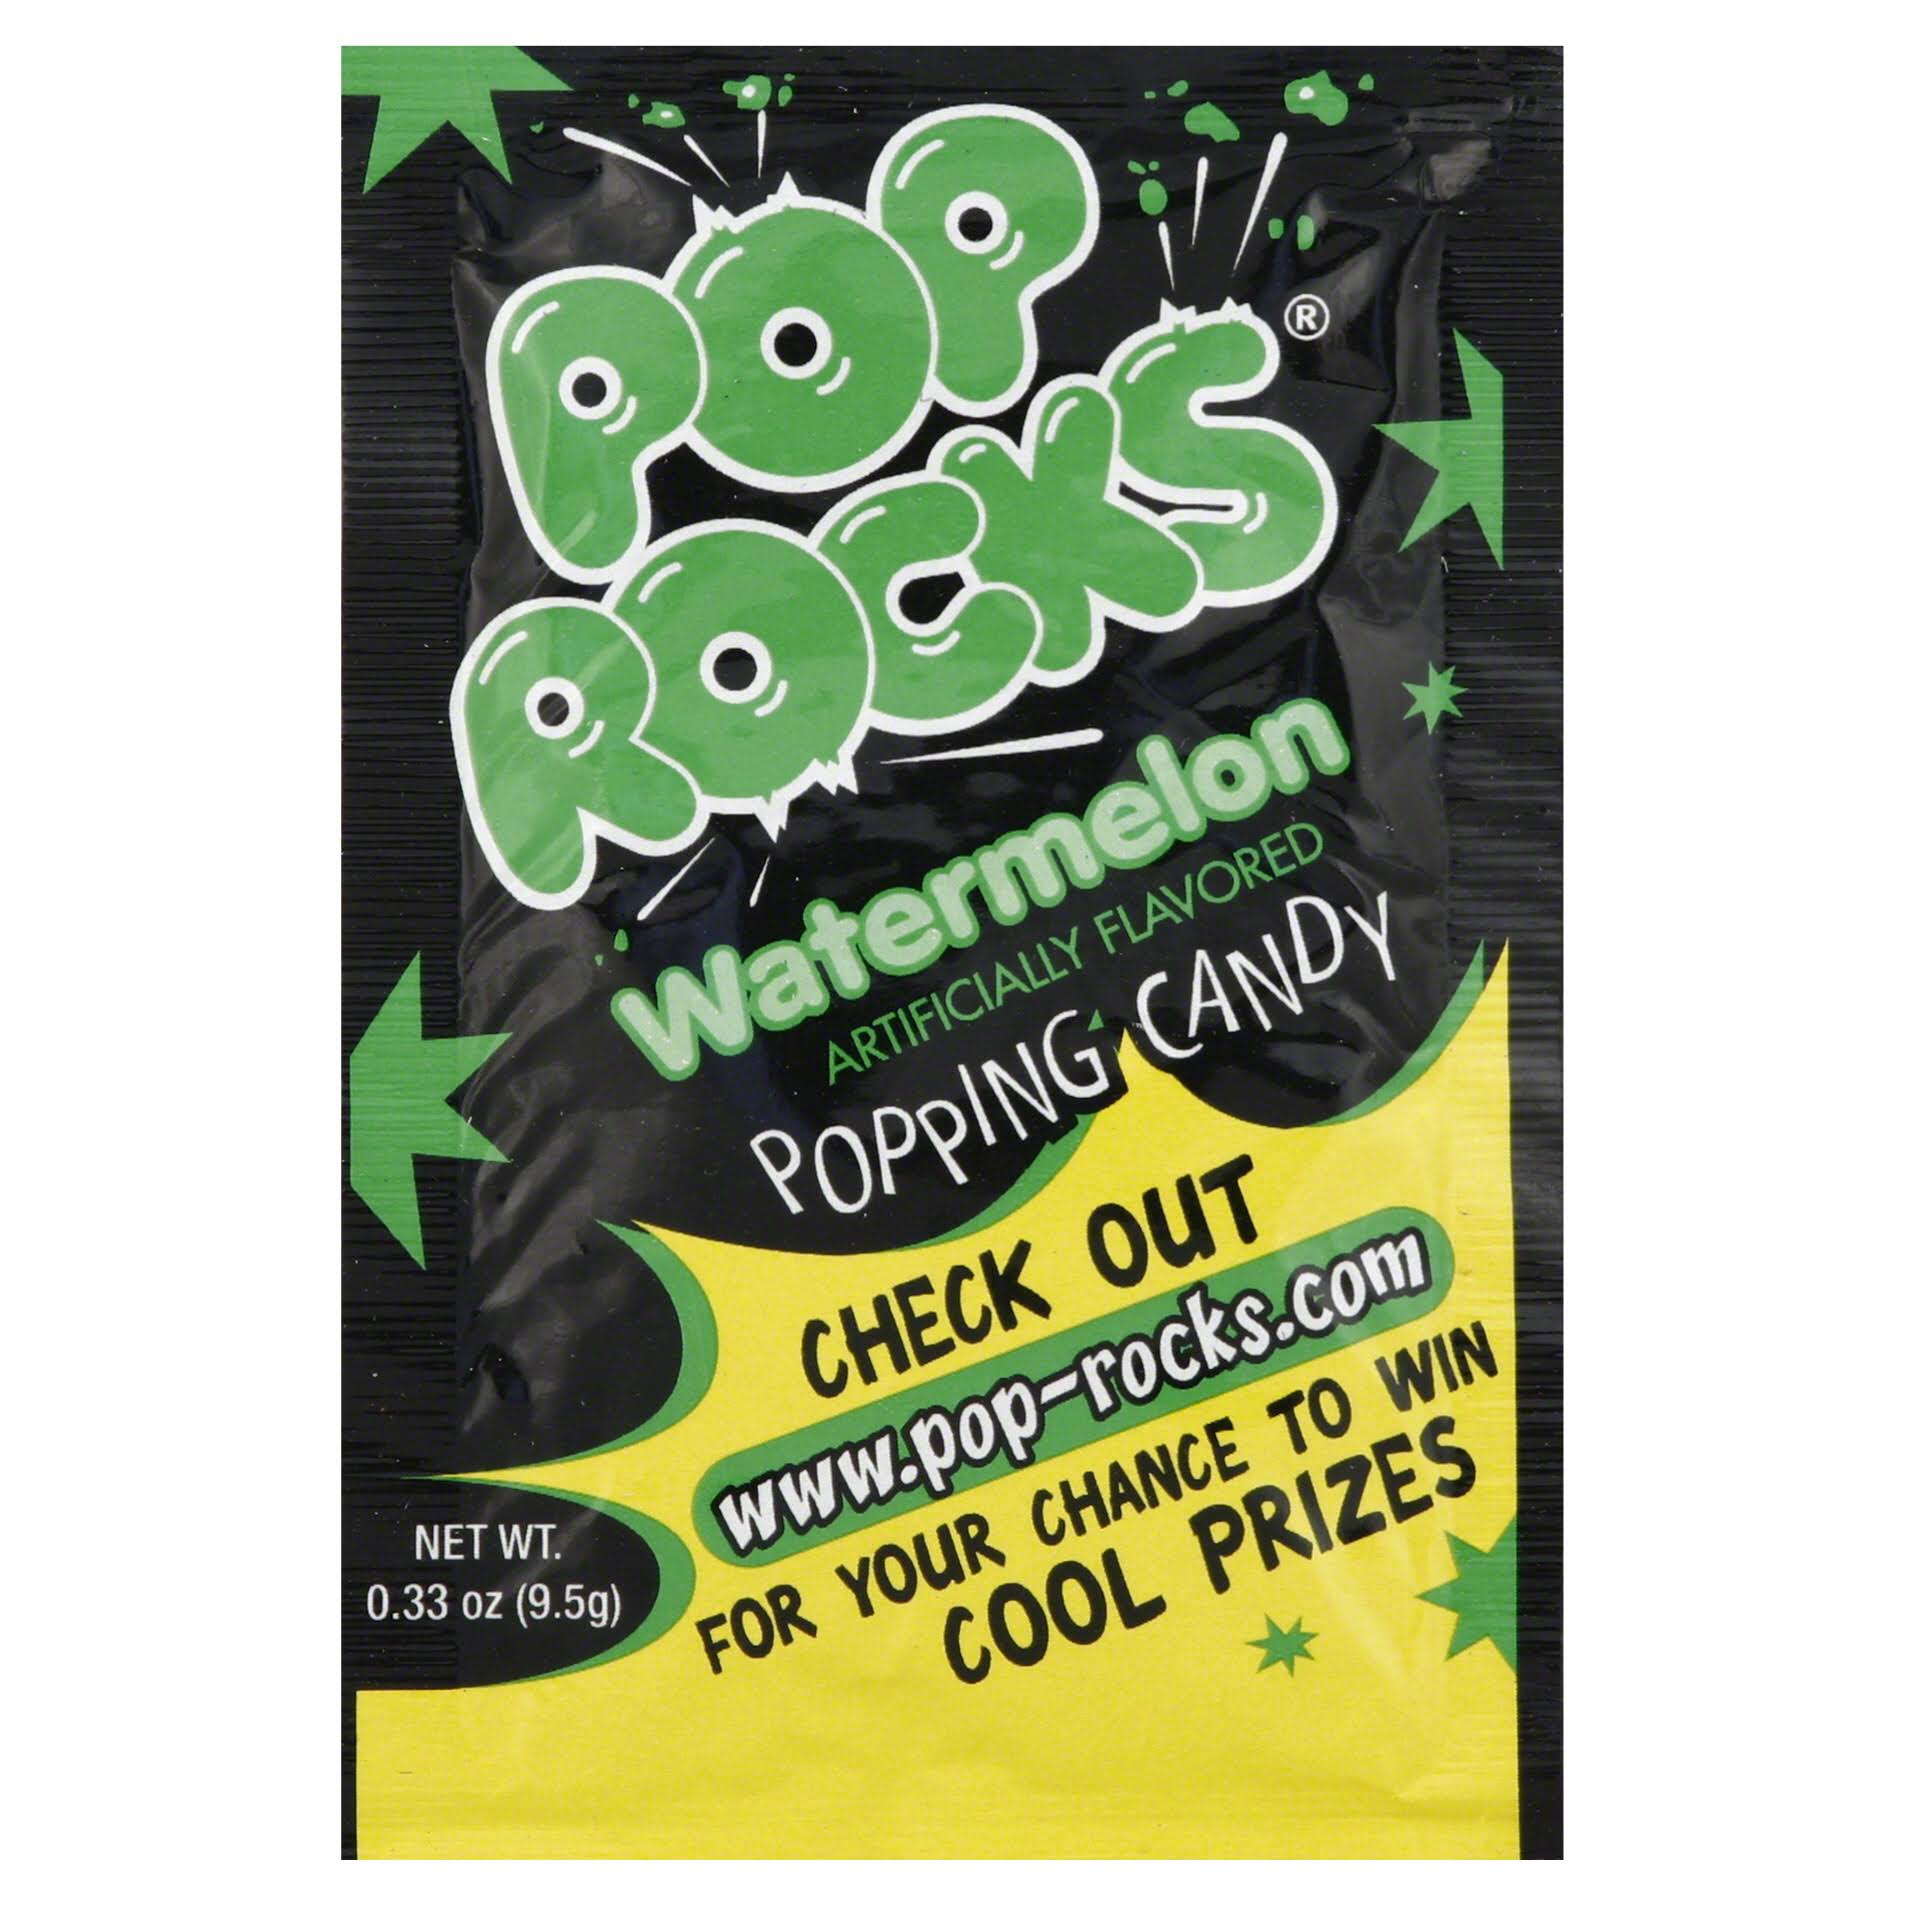 POP
ROCKS®
Watermelon
ARTIFICIALLY FLAVORED
POPPING CANDY
CHECK OUT
www.pop-rocks.com
FOR YOUR CHANCE TO WIN
COOL PRIZES
NET WT.
0.33 oz (9.5g)